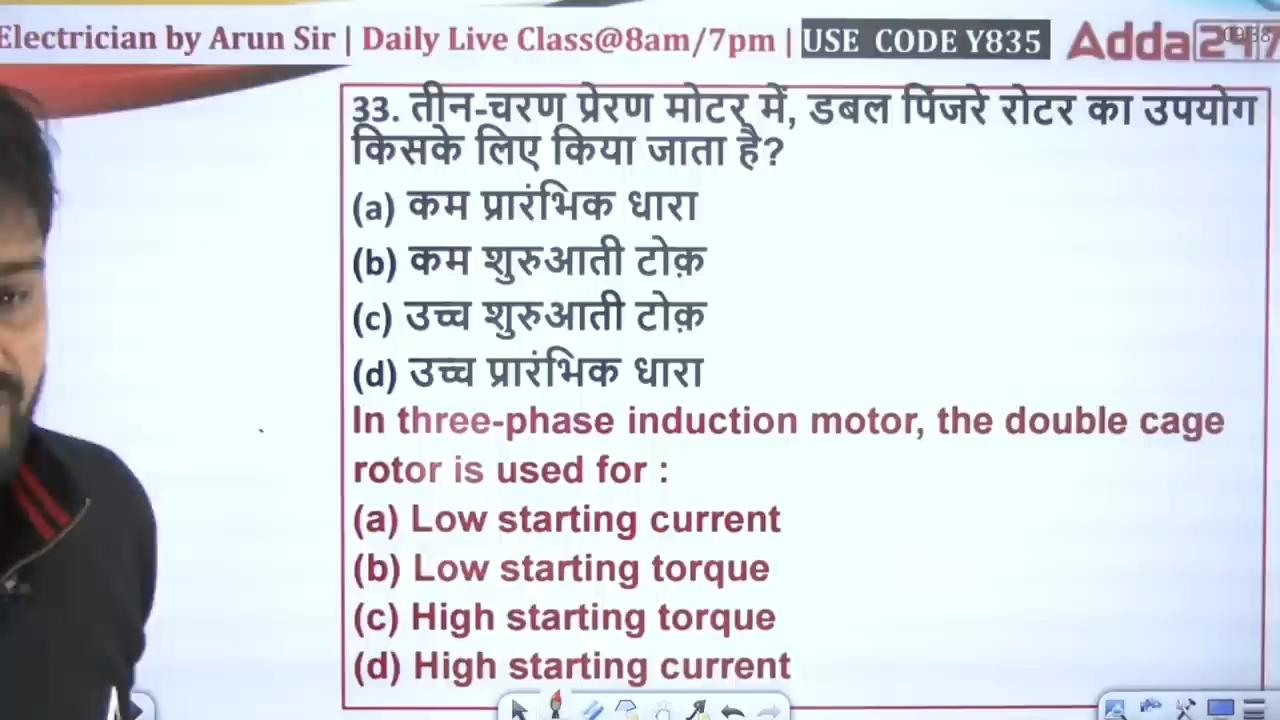 Electrician by Arun Sir | Daily Live Class@8am/7pm | USE CODE Y835 Adda 247
33. तीन-चरण प्रेरण मोटर में, डबल पिंजरे रोटर का उपयोग
किसके लिए किया जाता है?
(a) कम प्रारंभिक धारा
(b) कम शुरुआती टोक़
(c) उच्च शुरुआती टोक़
(d) उच्च प्रारंभिक धारा
In three-phase induction motor, the double cage
rotor is used for :
(a) Low starting current
(b) Low starting torque
(c) High starting torque
(d) High starting current